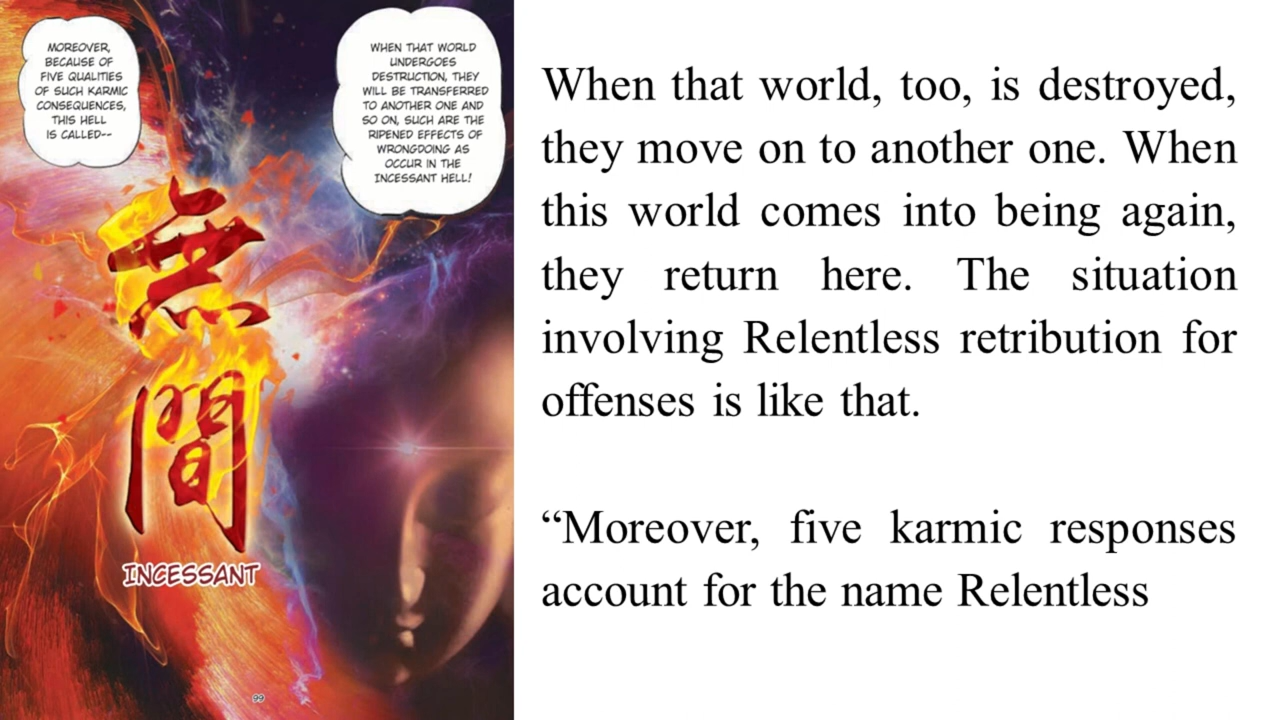 WHEN THAT WORLD
UNDERGOES
DESTRUCTION, THEY
WILL BE TRANSFERRED
TO ANOTHER ONE AND
SO ON, SUCH ARE THE
RIPENED EFFECTS OF
WRONGDOING AS
OCCUR IN THE
INCESSANT HELL!
MOREOVER,
BECAUSE OF
FIVE QUALITIES
OF SUCH KARMIC
CONSEQUENCES,
THIS HELL
IS CALLED--
無間
INCESSANT
99
When that world, too, is destroyed,
they move on to another one. When
this world comes into being again,
they return here. The situation
involving Relentless retribution for
offenses is like that.
“Moreover, five karmic responses
account for the name Relentless